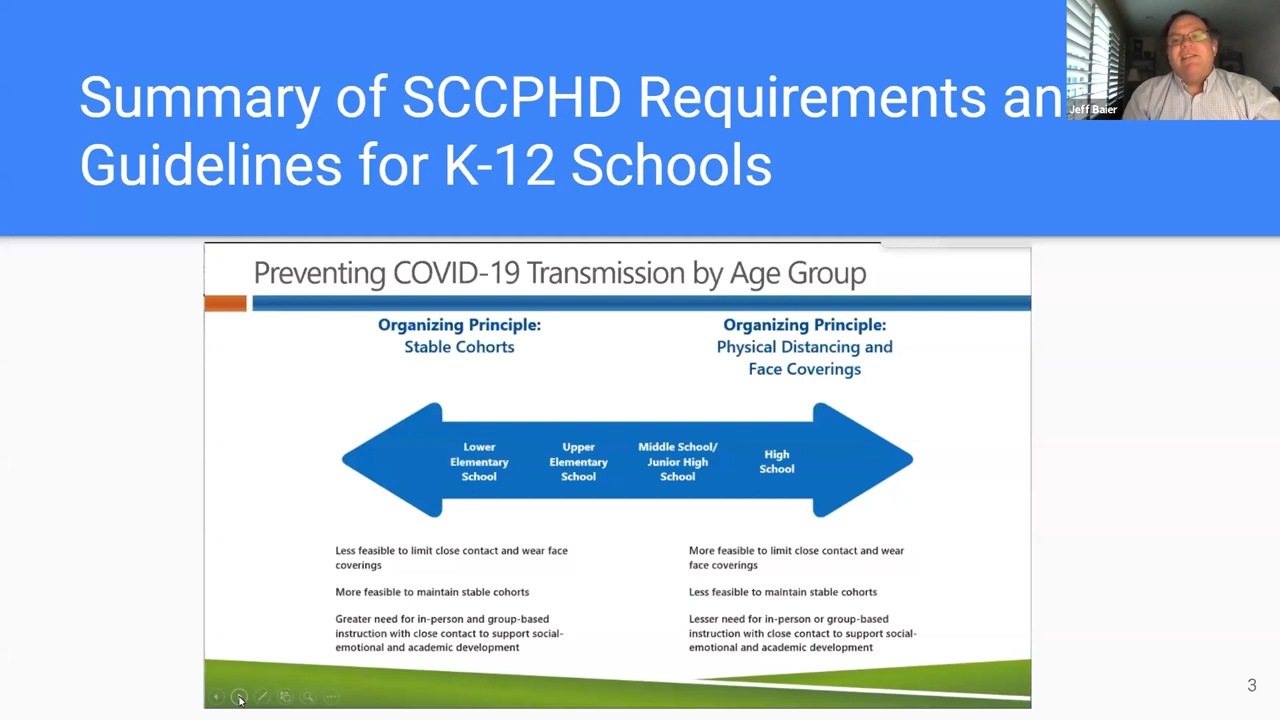 Summary of SCCPHD Requirements an
Guidelines for K-12 Schools
Jeff Baier
Preventing COVID-19 Transmission by Age Group
Organizing Principle:
Stable Cohorts
Organizing Principle:
Physical Distancing and
Face Coverings
Lower
Elementary
School
Upper
Elementary
School
Middle School/
Junior High
School
High
School
Less feasible to limit close contact and wear face
coverings
More feasible to maintain stable cohorts
Greater need for in-person and group-based
instruction with close contact to support social-
emotional and academic development
More feasible to limit close contact and wear
face coverings
Less feasible to maintain stable cohorts
Lesser need for in-person or group-based
instruction with close contact to support social-
emotional and academic development
3